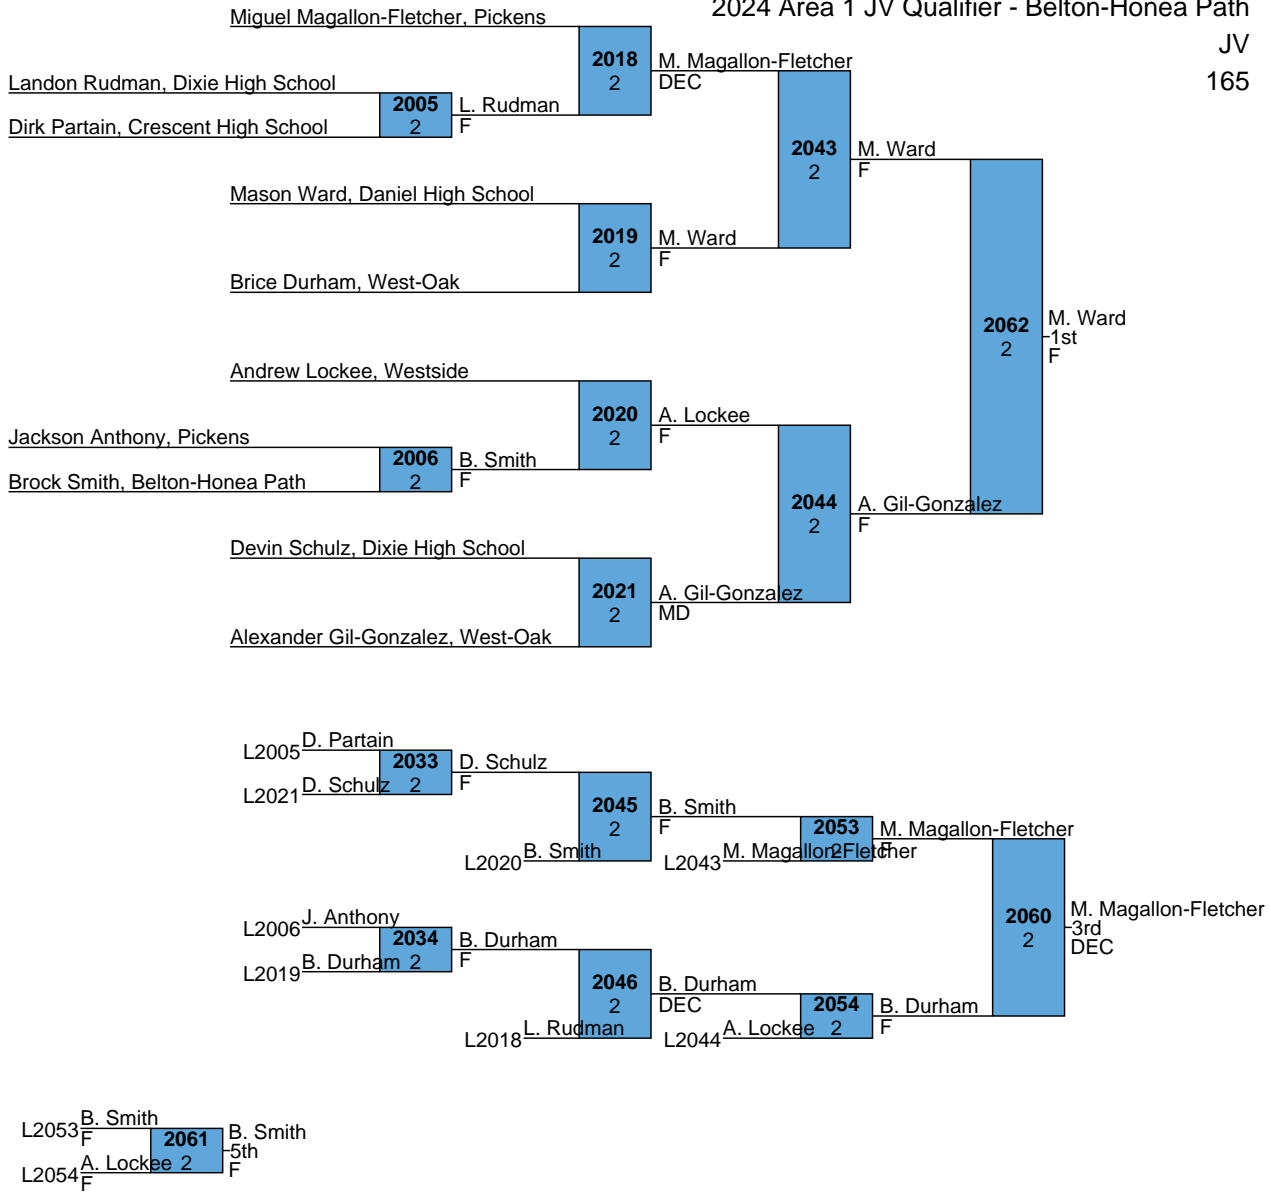 2024 Area 1 JV Qualifier - Belton-Honea Path
JV
165
Miguel Magallon-Fletcher, Pickens
2018
2
M. Magallon-Fletcher
DEC
Landon Rudman, Dixie High School
2005
2
L. Rudman
F
Dirk Partain, Crescent High School
2043
2
M. Ward
F
Mason Ward, Daniel High School
2019
2
M. Ward
F
Brice Durham, West-Oak
2062
2
M. Ward
1st
F
Andrew Lockee, Westside
2020
2
A. Lockee
F
Jackson Anthony, Pickens
2006
2
B. Smith
F
Brock Smith, Belton-Honea Path
2044
2
A. Gil-Gonzalez
F
Devin Schulz, Dixie High School
2021
2
A. Gil-Gonzalez
MD
Alexander Gil-Gonzalez, West-Oak
L2005
D. Partain
2033
2
D. Schulz
F
L2021
D. Schulz
2045
2
B. Smith
F
L2020
B. Smith
2053
2
M. Magallon-Fletcher
F
L2043
M. Magallon-Fletcher
L2006
J. Anthony
2034
2
B. Durham
F
L2019
B. Durham
2060
2
M. Magallon-Fletcher
3rd
DEC
2046
2
B. Durham
DEC
L2018
L. Rudman
2054
2
B. Durham
F
L2044
A. Lockee
L2053
B. Smith
F
2061
2
B. Smith
5th
F
L2054
A. Lockee
F